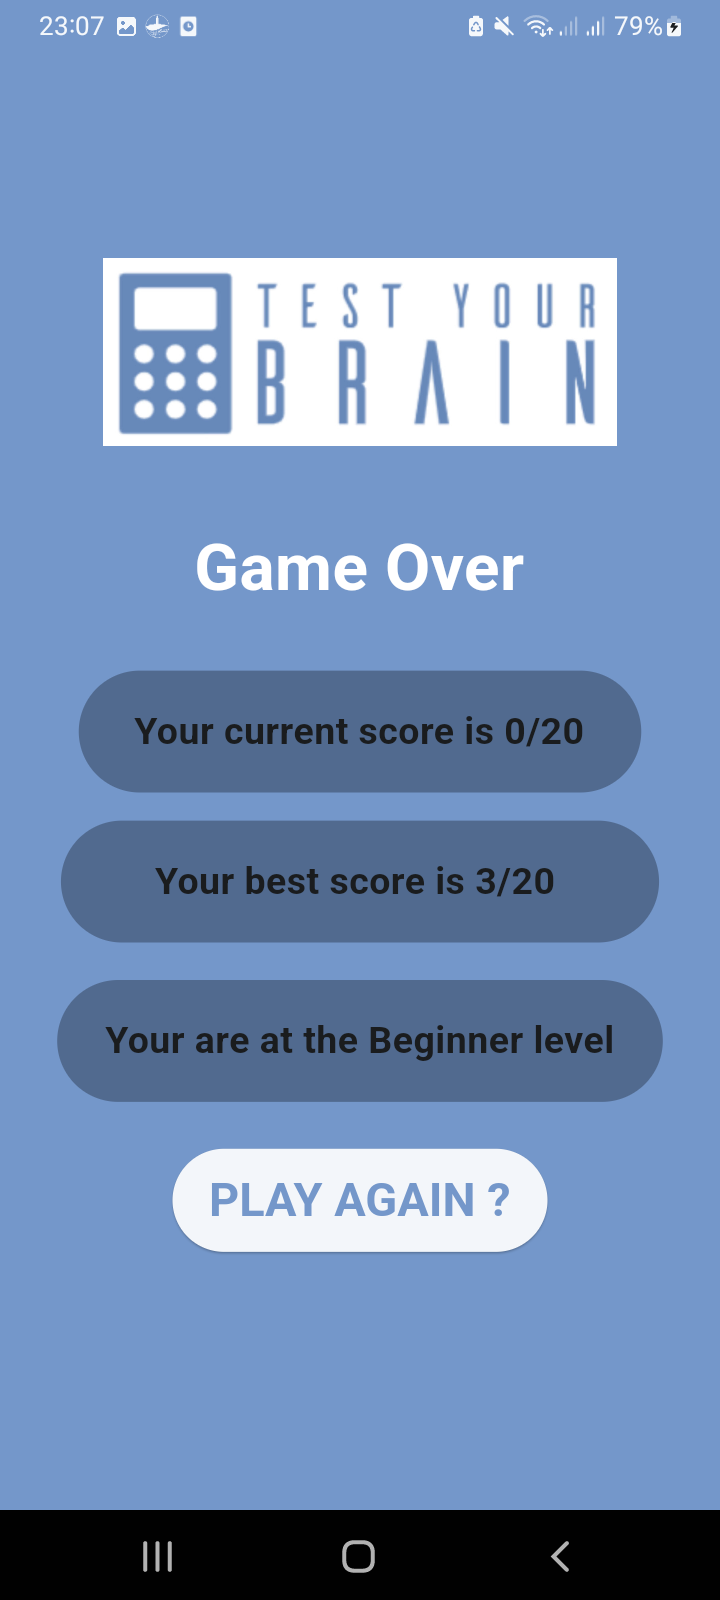 23:07
79%
TEST YOUR
BRAIN
Game Over
Your current score is 0/20
Your best score is 3/20
Your are at the Beginner level
PLAY AGAIN ?